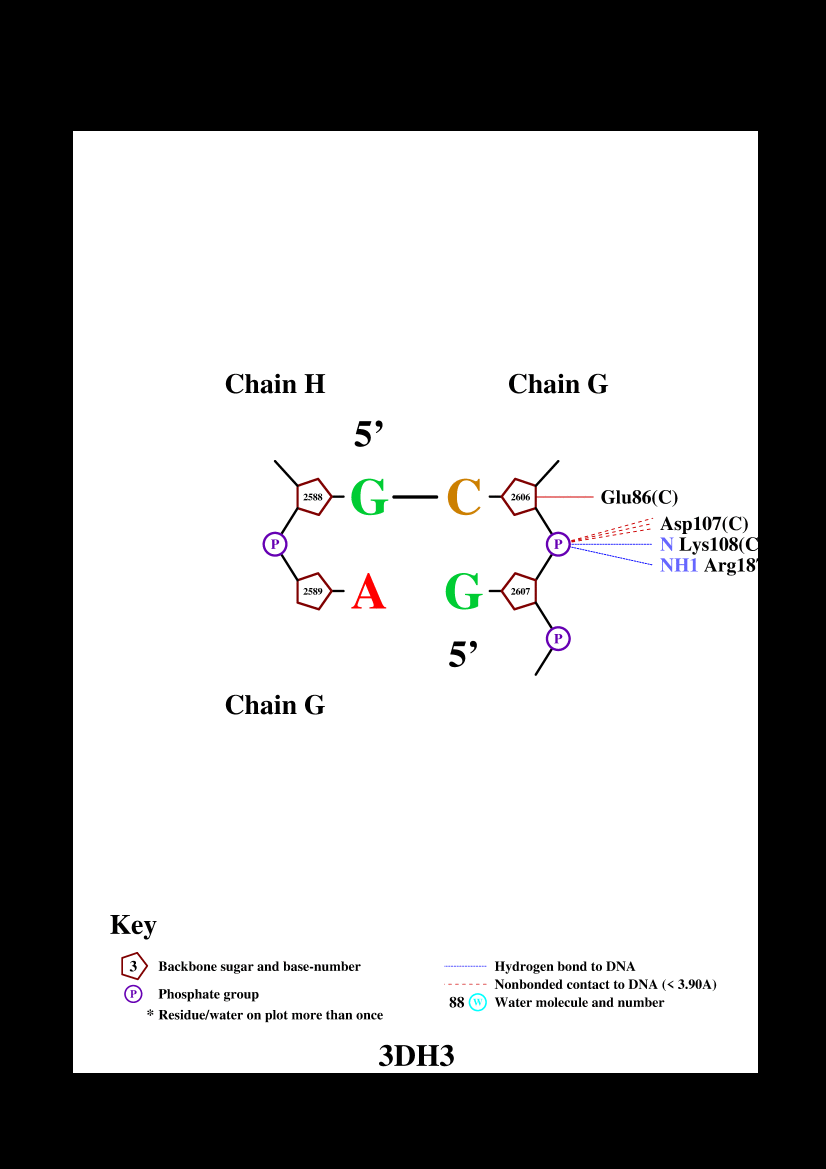 Chain H Chain G
5’
2588 G C 2606 Glu86(C)
Asp107(C)
P P N Lys108(C
NH1 Arg18
2589 A G 2607
P
5’
Chain G
Key
3 Backbone sugar and base-number
P Phosphate group
* Residue/water on plot more than once
Hydrogen bond to DNA
Nonbonded contact to DNA (< 3.90A)
88 W Water molecule and number
3DH3